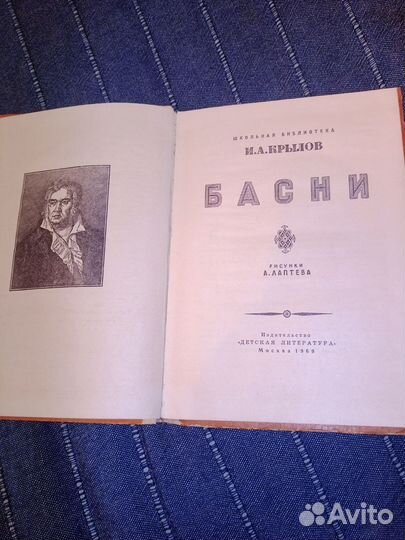 ШКОЛЬНАЯ БИБЛИОТЕКА
И.А.КРЫЛОВ
БАСНИ
РИСУНКИ
А.ЛАПТЕВА
Издательство
«ДЕТСКАЯ ЛИТЕРАТУРА»
Москва 1969
Avito